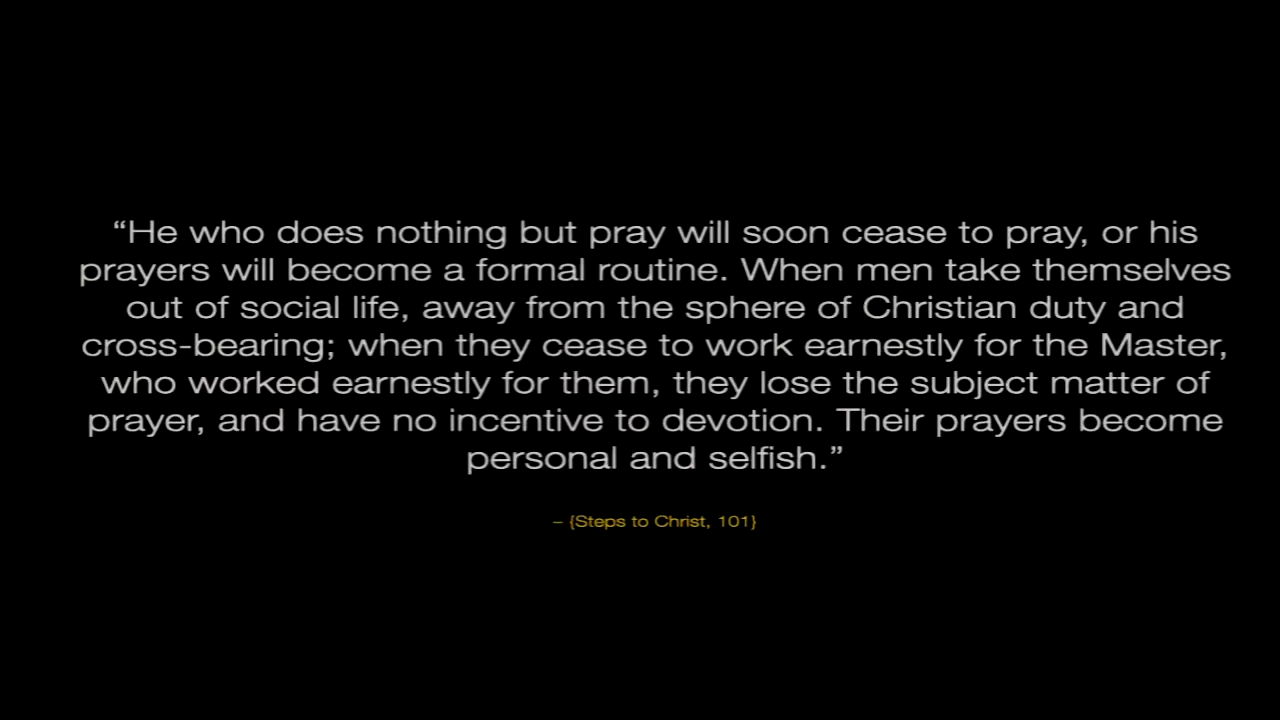 “He who does nothing but pray will soon cease to pray, or his
prayers will become a formal routine. When men take themselves
out of social life, away from the sphere of Christian duty and
cross-bearing; when they cease to work earnestly for the Master,
who worked earnestly for them, they lose the subject matter of
prayer, and have no incentive to devotion. Their prayers become
personal and selfish.”
– {Steps to Christ, 101}